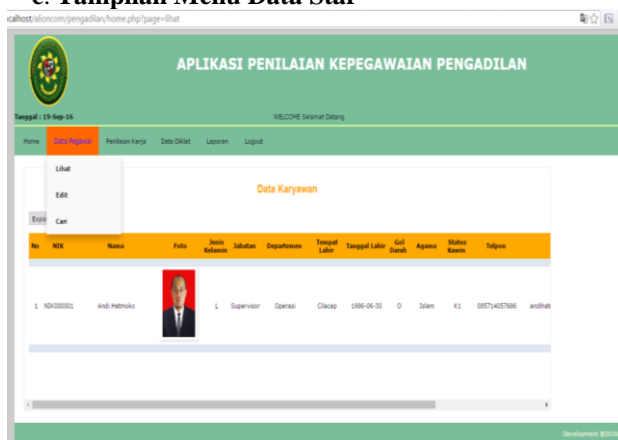 c. Tampilan Menu Data Staf
calhost/alioncom/pengadilan/home.php?page=lihat
APLIKASI PENILAIAN KEPEGAWAIAN PENGADILAN
Tanggal : 19-Sep-16 WELCOME Selamat Datang
Home Data Pegawai Penilaian Kerja Data Diklat Laporan Logout
Lihat
Edit
Cari
Data Karyawan
Expo
No NIK Nama Foto Jenis Kelamin Jabatan Departemen Tempat Lahir Tanggal Lahir Gol Darah Agama Status Kawin Telpon
1 NIK000001 Andi Hatmoko L Supervisor Operasi Cilacap 1986-06-30 O Islam K1 085714057686 andihat
Development @2016